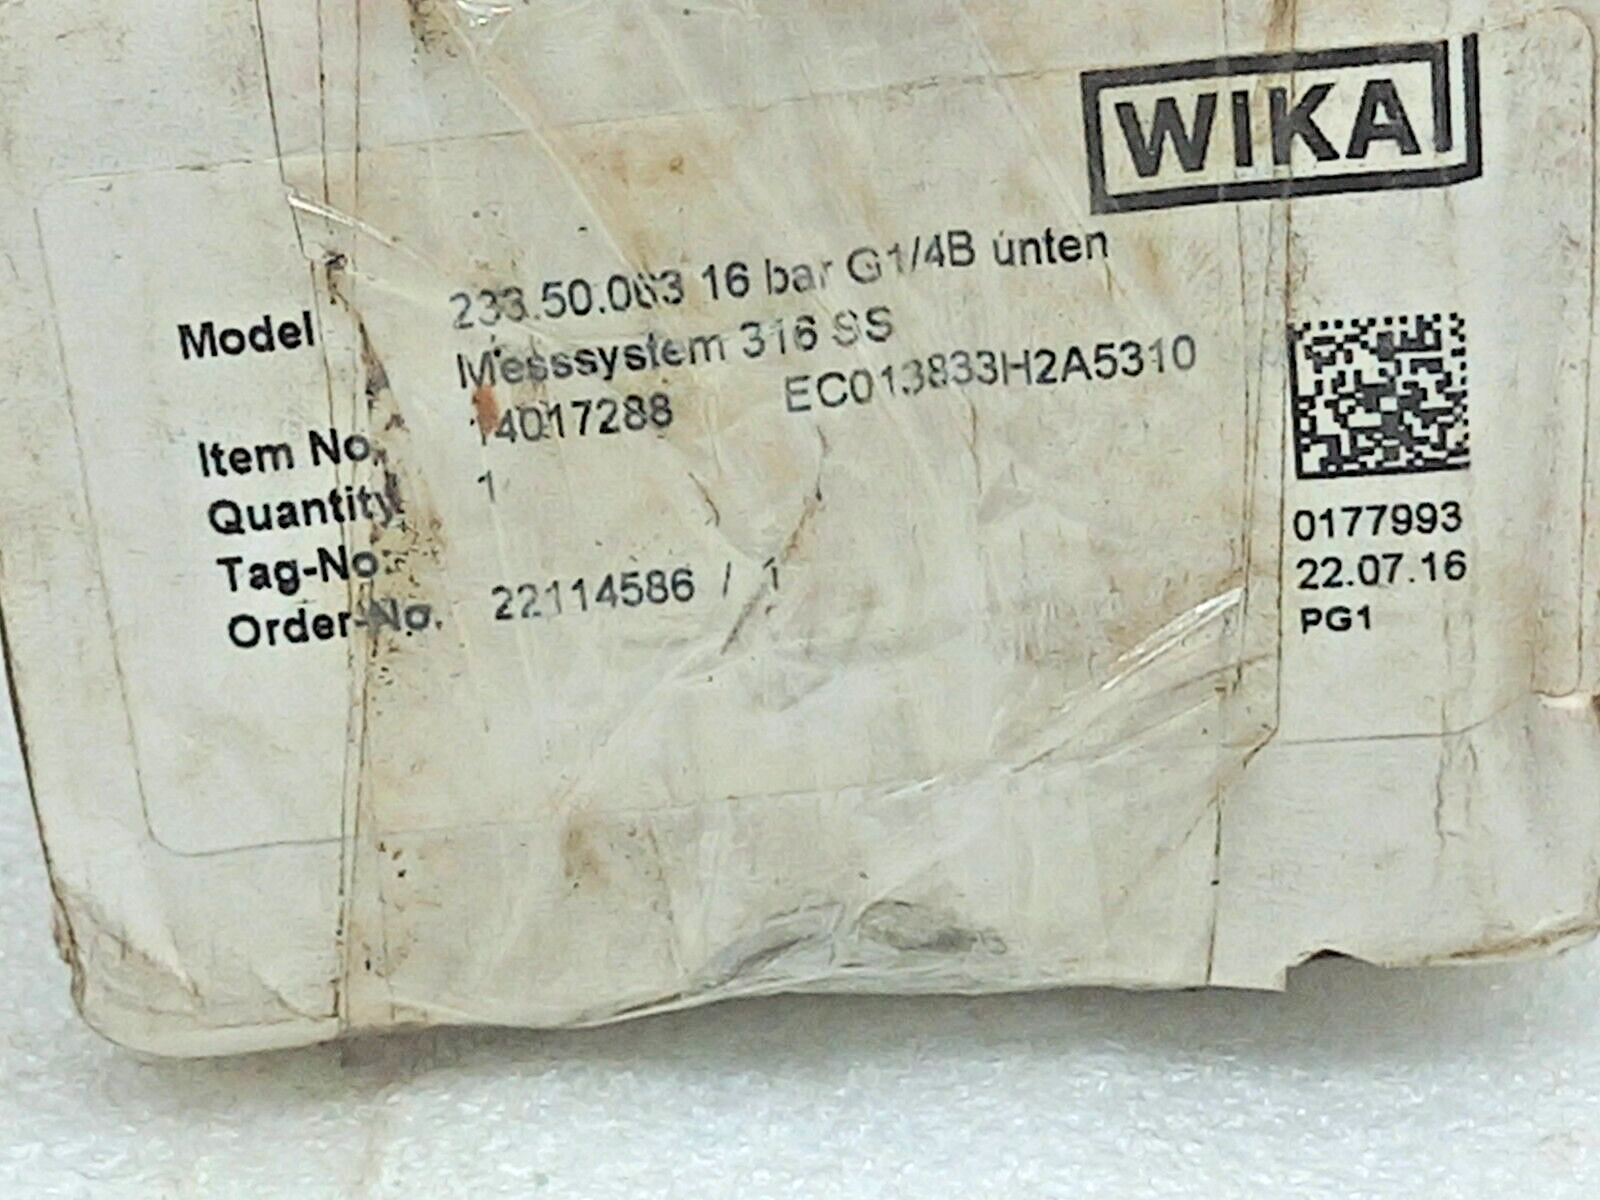 WIKA
Model 233.50.063 16 bar G1/4B unten
Messsystem 316 SS
Item No. 14017288 EC013833H2A5310
Quantity 1
Tag-No.
Order-No. 22114586 / 1
0177993
22.07.16
PG1